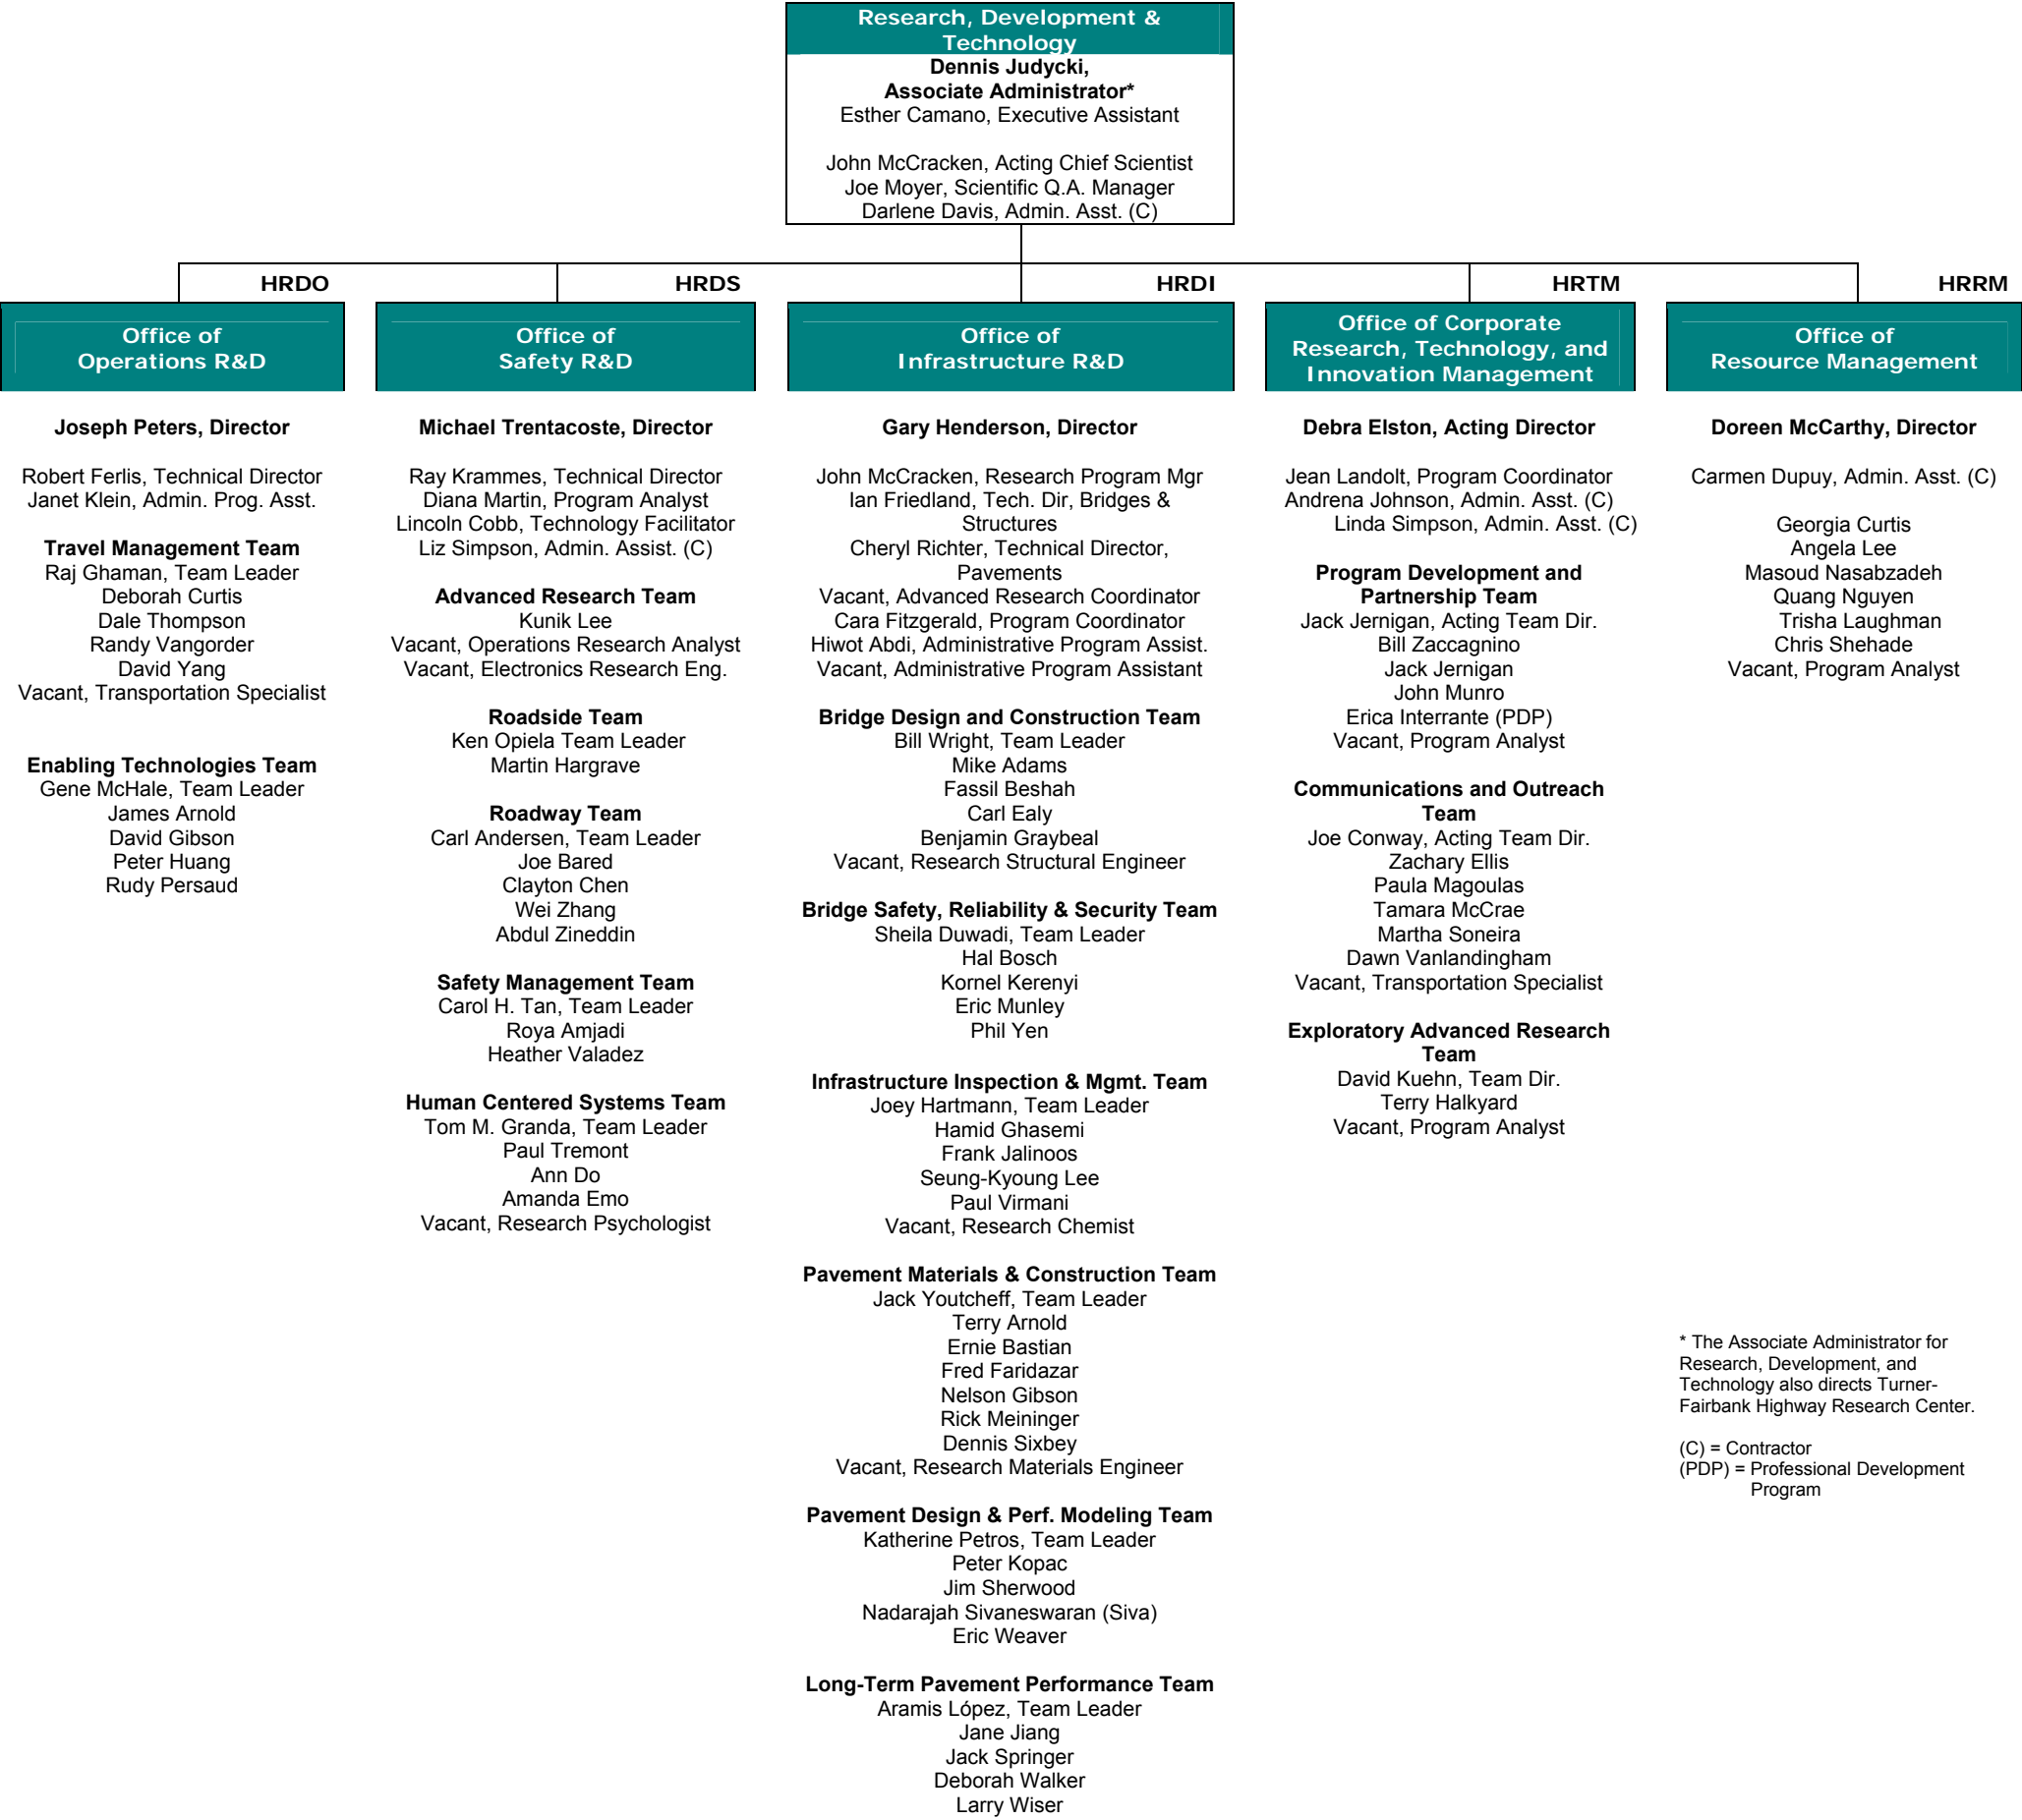 Research, Development &
Technology
Dennis Judycki,
Associate Administrator*
Esther Camano, Executive Assistant
John McCracken, Acting Chief Scientist
Joe Moyer, Scientific Q.A. Manager
Darlene Davis, Admin. Asst. (C)
HRDO
Office of
Operations R&D
Joseph Peters, Director
Robert Ferlis, Technical Director
Janet Klein, Admin. Prog. Asst.
Travel Management Team
Raj Ghaman, Team Leader
Deborah Curtis
Dale Thompson
Randy Vangorder
David Yang
Vacant, Transportation Specialist
Enabling Technologies Team
Gene McHale, Team Leader
James Arnold
David Gibson
Peter Huang
Rudy Persaud
HRDS
Office of
Safety R&D
Michael Trentacoste, Director
Ray Krammes, Technical Director
Diana Martin, Program Analyst
Lincoln Cobb, Technology Facilitator
Liz Simpson, Admin. Assist. (C)
Advanced Research Team
Kunik Lee
Vacant, Operations Research Analyst
Vacant, Electronics Research Eng.
Roadside Team
Ken Opiela Team Leader
Martin Hargrave
Roadway Team
Carl Andersen, Team Leader
Joe Bared
Clayton Chen
Wei Zhang
Abdul Zineddin
Safety Management Team
Carol H. Tan, Team Leader
Roya Amjadi
Heather Valadez
Human Centered Systems Team
Tom M. Granda, Team Leader
Paul Tremont
Ann Do
Amanda Emo
Vacant, Research Psychologist
HRDI
Office of
Infrastructure R&D
Gary Henderson, Director
John McCracken, Research Program Mgr
Ian Friedland, Tech. Dir, Bridges &
Structures
Cheryl Richter, Technical Director,
Pavements
Vacant, Advanced Research Coordinator
Cara Fitzgerald, Program Coordinator
Hiwot Abdi, Administrative Program Assist.
Vacant, Administrative Program Assistant
Bridge Design and Construction Team
Bill Wright, Team Leader
Mike Adams
Fassil Beshah
Carl Ealy
Benjamin Graybeal
Vacant, Research Structural Engineer
Bridge Safety, Reliability & Security Team
Sheila Duwadi, Team Leader
Hal Bosch
Kornel Kerenyi
Eric Munley
Phil Yen
Infrastructure Inspection & Mgmt. Team
Joey Hartmann, Team Leader
Hamid Ghasemi
Frank Jalinoos
Seung-Kyoung Lee
Paul Virmani
Vacant, Research Chemist
Pavement Materials & Construction Team
Jack Youtcheff, Team Leader
Terry Arnold
Ernie Bastian
Fred Faridazar
Nelson Gibson
Rick Meininger
Dennis Sixbey
Vacant, Research Materials Engineer
Pavement Design & Perf. Modeling Team
Katherine Petros, Team Leader
Peter Kopac
Jim Sherwood
Nadarajah Sivaneswaran (Siva)
Eric Weaver
Long-Term Pavement Performance Team
Aramis López, Team Leader
Jane Jiang
Jack Springer
Deborah Walker
Larry Wiser
HRTM
Office of Corporate
Research, Technology, and
Innovation Management
Debra Elston, Acting Director
Jean Landolt, Program Coordinator
Andrena Johnson, Admin. Asst. (C)
Linda Simpson, Admin. Asst. (C)
Program Development and
Partnership Team
Jack Jernigan, Acting Team Dir.
Bill Zaccagnino
Jack Jernigan
John Munro
Erica Interrante (PDP)
Vacant, Program Analyst
Communications and Outreach
Team
Joe Conway, Acting Team Dir.
Zachary Ellis
Paula Magoulas
Tamara McCrae
Martha Soneira
Dawn Vanlandingham
Vacant, Transportation Specialist
Exploratory Advanced Research
Team
David Kuehn, Team Dir.
Terry Halkyard
Vacant, Program Analyst
HRRM
Office of
Resource Management
Doreen McCarthy, Director
Carmen Dupuy, Admin. Asst. (C)
Georgia Curtis
Angela Lee
Masoud Nasabzadeh
Quang Nguyen
Trisha Laughman
Chris Shehade
Vacant, Program Analyst
* The Associate Administrator for
Research, Development, and
Technology also directs Turner-
Fairbank Highway Research Center.
(C) = Contractor
(PDP) = Professional Development
Program